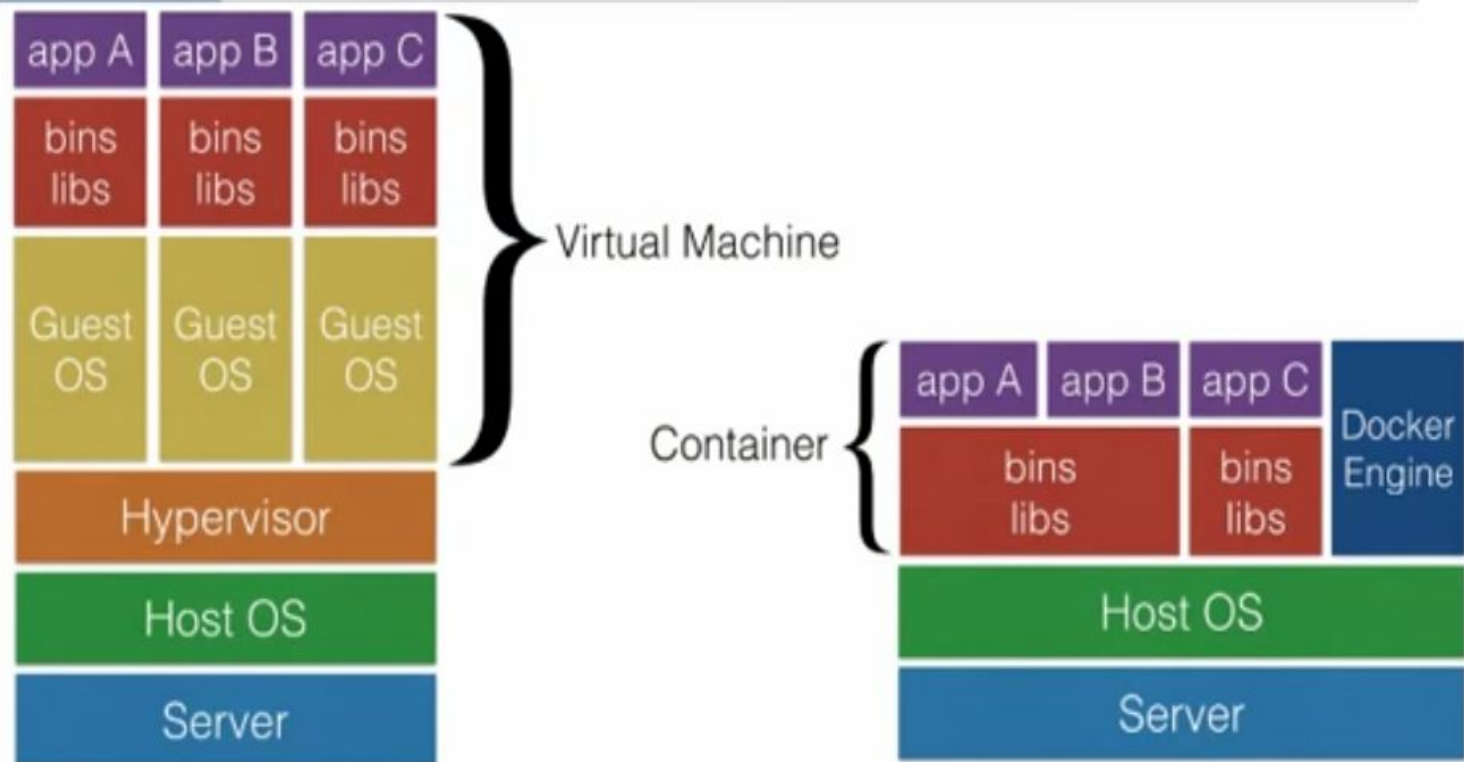 app A
app B
app C
bins
libs
bins
libs
bins
libs
Guest
OS
Guest
OS
Guest
OS
Hypervisor
Host OS
Server
Virtual Machine
Container
app A
app B
app C
Docker
Engine
bins
libs
bins
libs
Host OS
Server